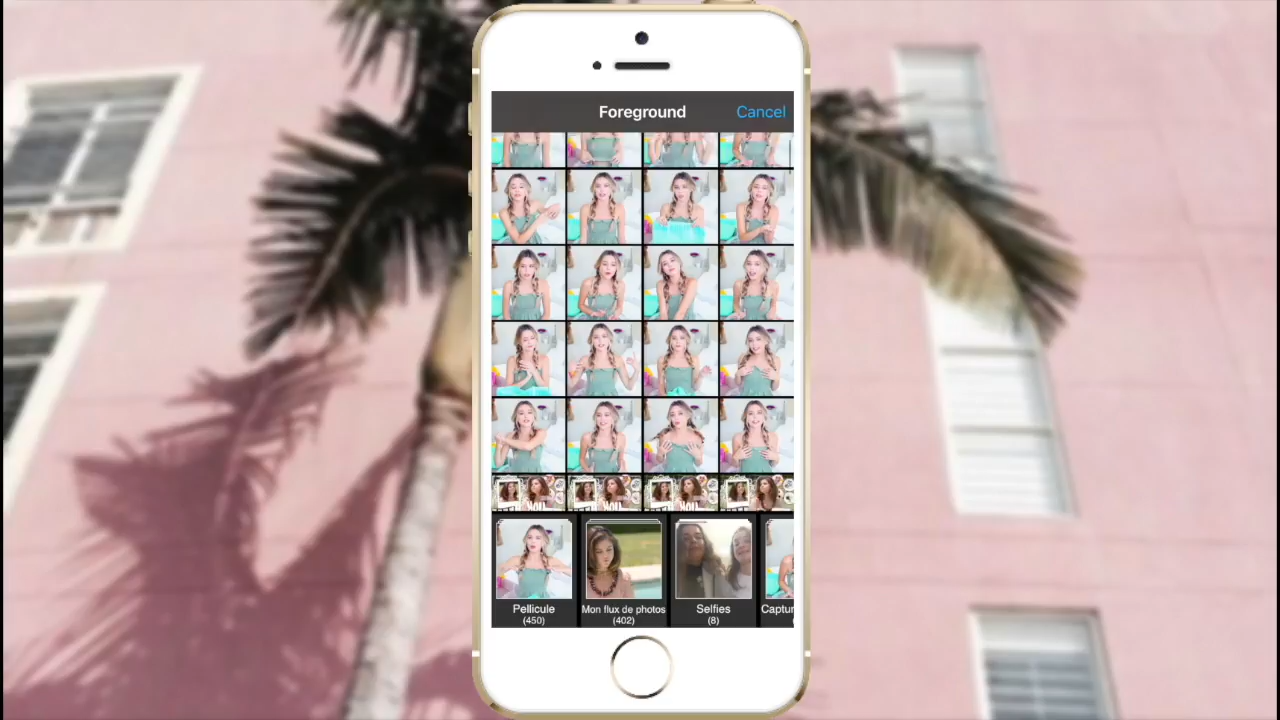 Foreground
Cancel
Pellicule
(450)
Mon flux de photos
(402)
Selfies
(8)
Captur